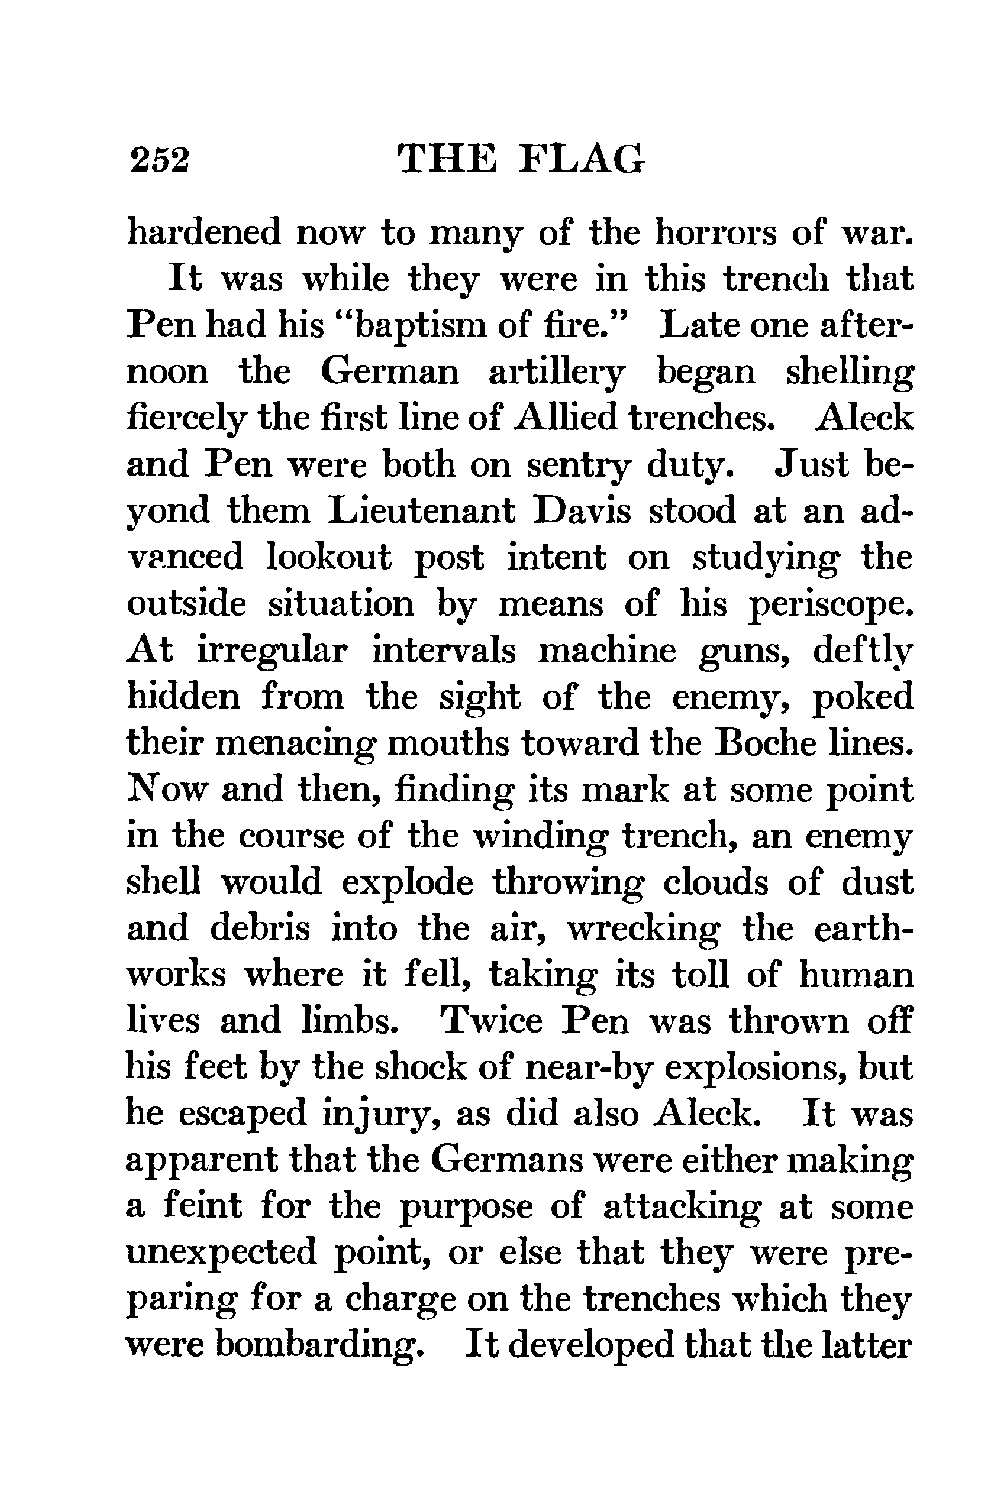 252 THE FLAG
hardened now to many of the horrors of war.
It was while they were in this trench that
Pen had his “baptism of fire.” Late one after-
noon the German artillery began shelling
fiercely the first line of Allied trenches. Aleck
and Pen were both on sentry duty. Just be-
yond them Lieutenant Davis stood at an ad-
vanced lookout post intent on studying the
outside situation by means of his periscope.
At irregular intervals machine guns, deftly
hidden from the sight of the enemy, poked
their menacing mouths toward the Boche lines.
Now and then, finding its mark at some point
in the course of the winding trench, an enemy
shell would explode throwing clouds of dust
and debris into the air, wrecking the earth-
works where it fell, taking its toll of human
lives and limbs. Twice Pen was thrown off
his feet by the shock of near-by explosions, but
he escaped injury, as did also Aleck. It was
apparent that the Germans were either making
a feint for the purpose of attacking at some
unexpected point, or else that they were pre-
paring for a charge on the trenches which they
were bombarding. It developed that the latter